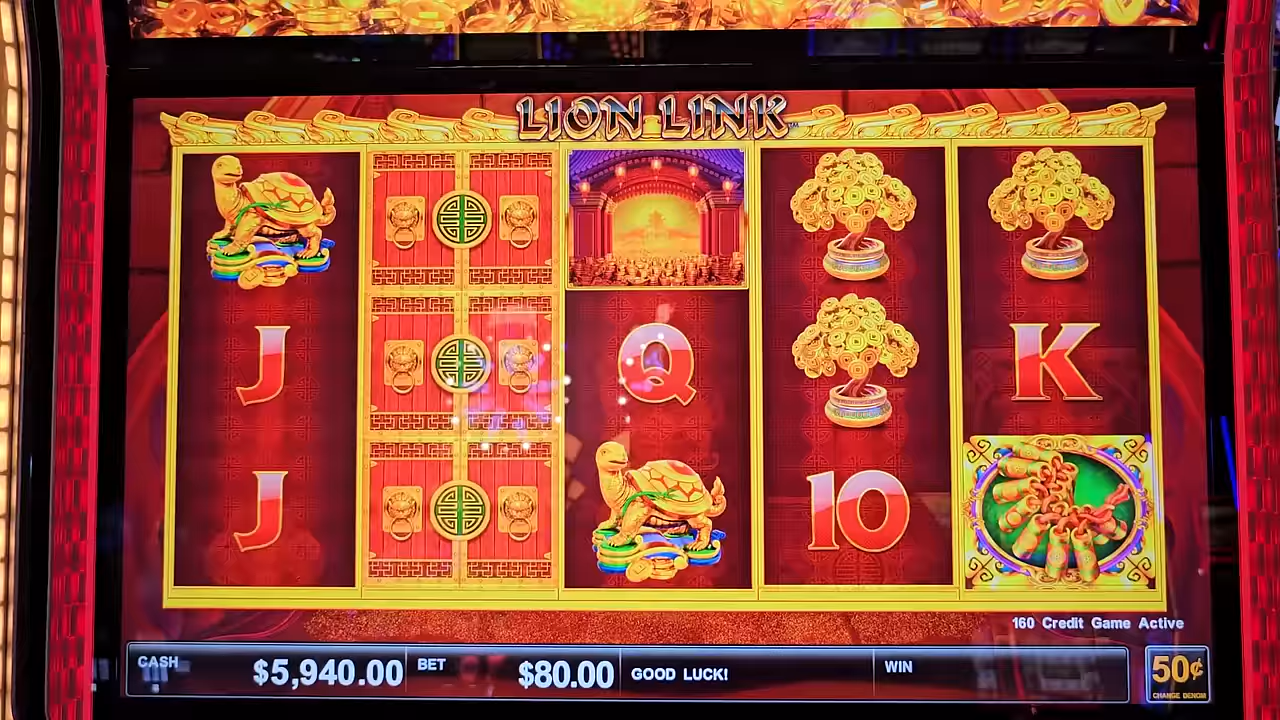 LION LINK
J
Q
K
J
10
160 Credit Game Active
CASH $5,940.00 BET $80.00 GOOD LUCK! WIN 50¢
CHANGE DENOM